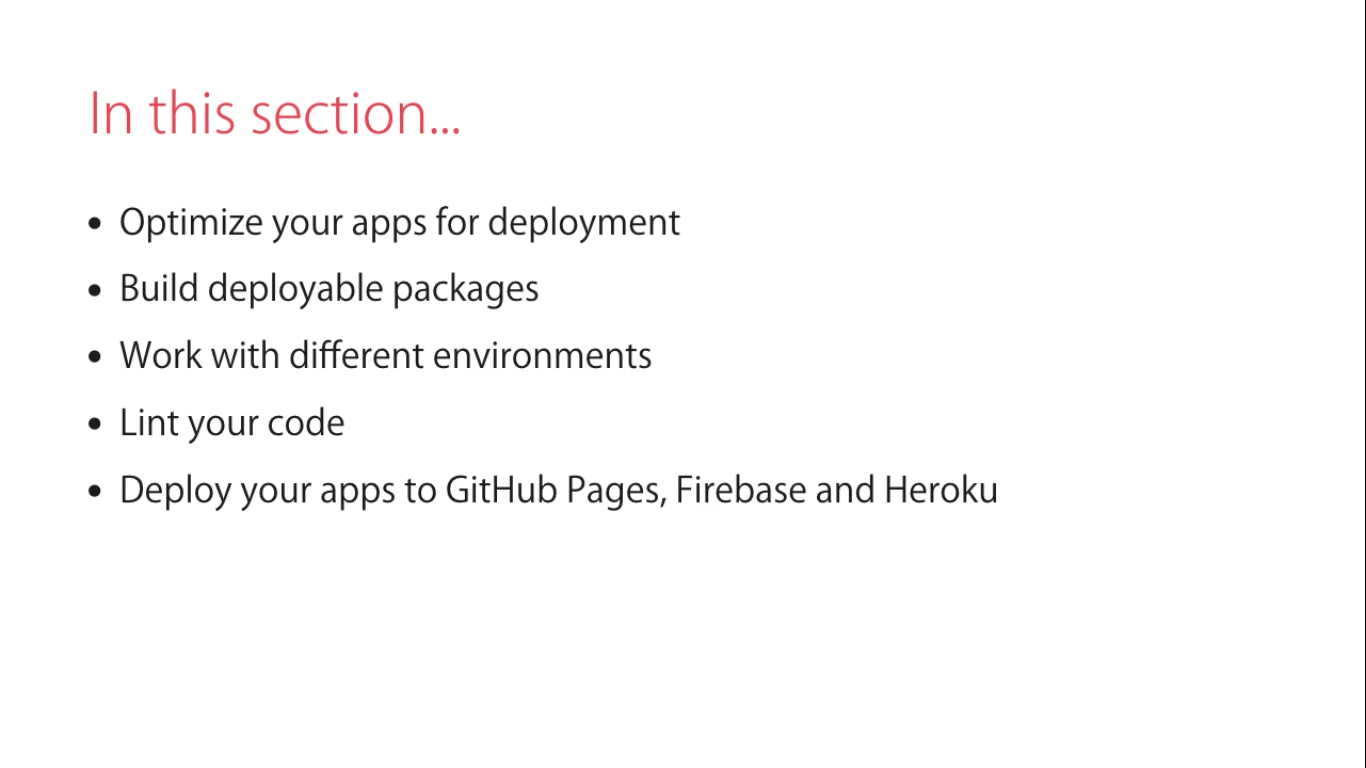 In this section...
• Optimize your apps for deployment
• Build deployable packages
• Work with different environments
• Lint your code
• Deploy your apps to GitHub Pages, Firebase and Heroku